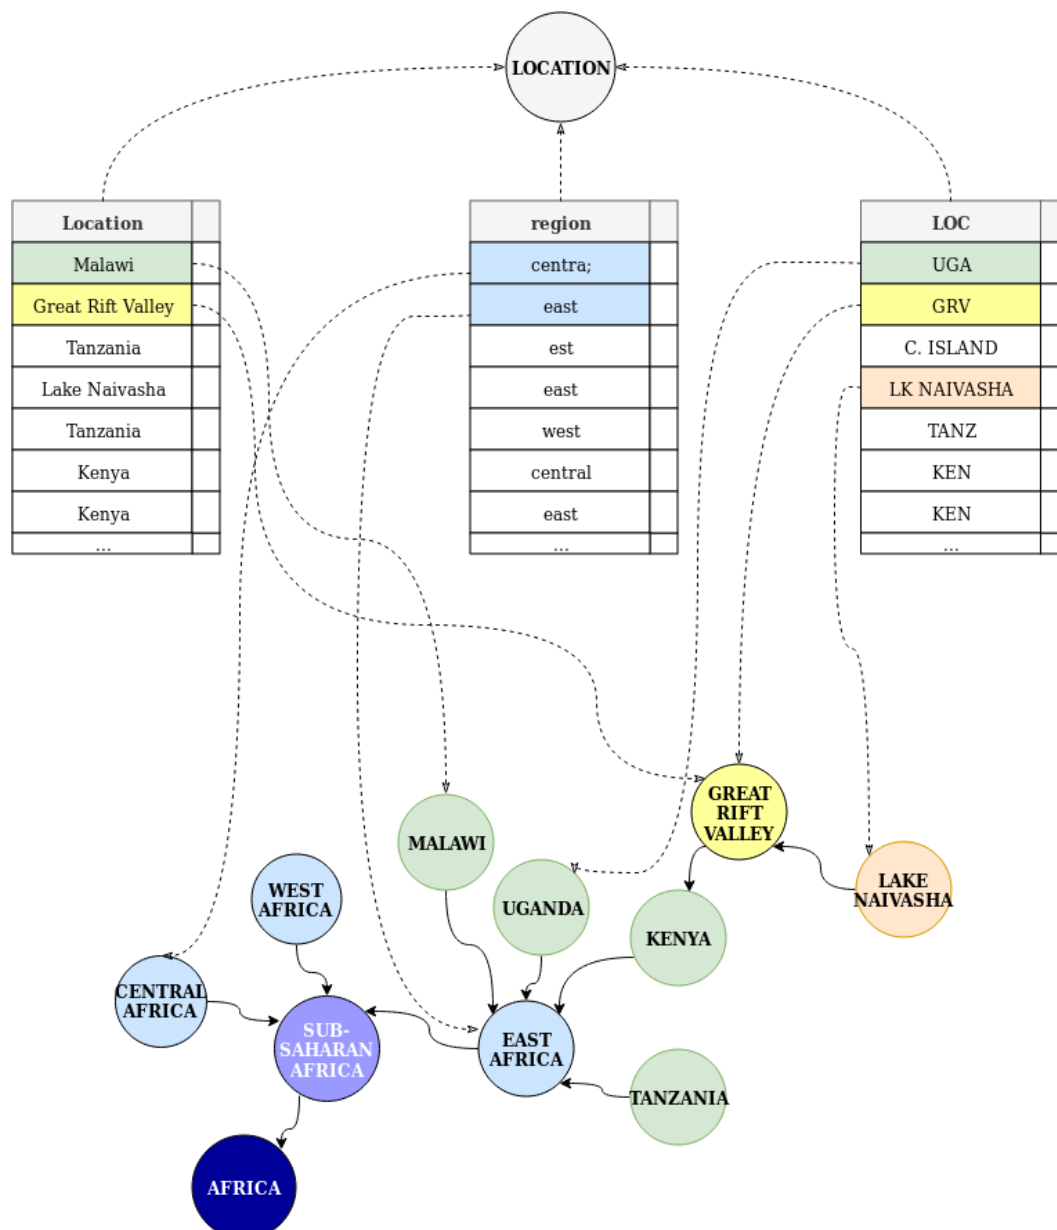 LOCATION
Location
Malawi
Great Rift Valley
Tanzania
Lake Naivasha
Tanzania
Kenya
Kenya
...
region
centra;
east
est
east
west
central
east
...
LOC
UGA
GRV
C. ISLAND
LK NAIVASHA
TANZ
KEN
KEN
...
GREAT
RIFT
VALLEY
MALAWI
LAKE
NAIVASHA
WEST
AFRICA
UGANDA
KENYA
CENTRAL
AFRICA
SUB-
SAHARAN
AFRICA
EAST
AFRICA
TANZANIA
AFRICA